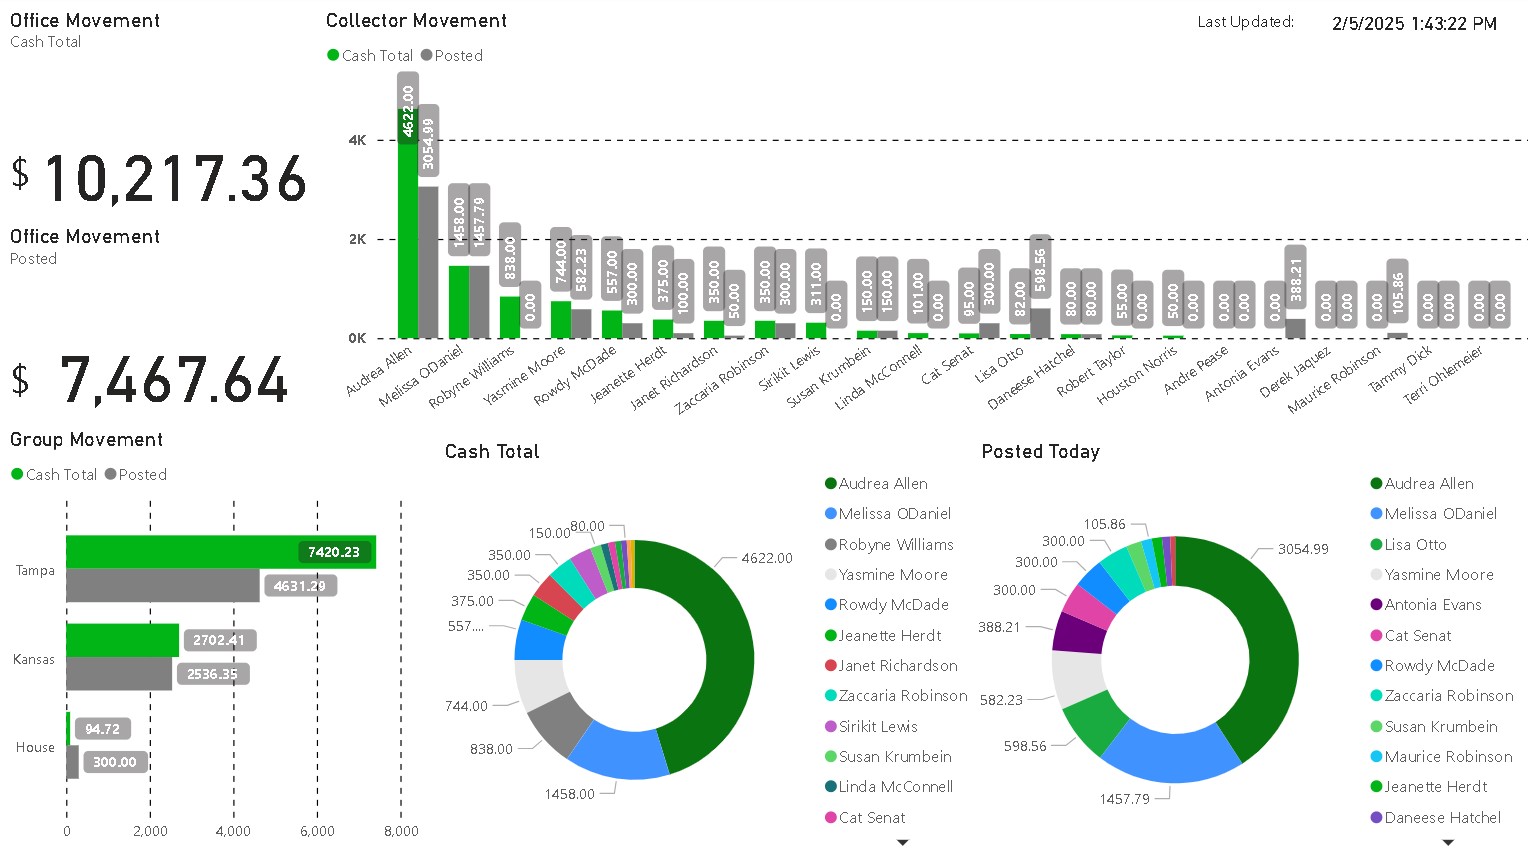 Office Movement
Cash Total
$ 10,217.36
Office Movement
Posted
$ 7,467.64
Collector Movement
Cash Total Posted
Last Updated: 2/5/2025 1:43:22 PM
4K
2K
0K
4622.00 3054.99 1458.00 1457.79 838.00 0.00 744.00 582.23 557.00 300.00 375.00 100.00 350.00 50.00 350.00 300.00 311.00 0.00 150.00 150.00 101.00 0.00 95.00 300.00 82.00 598.56 80.00 80.00 55.00 0.00 50.00 0.00 0.00 0.00 0.00 388.21 0.00 0.00 0.00 105.86 0.00 0.00 0.00 0.00
Audrea Allen
Melissa ODaniel
Robyne Williams
Yasmine Moore
Rowdy McDade
Jeanette Herdt
Janet Richardson
Zaccaria Robinson
Sirikit Lewis
Susan Krumbein
Linda McConnell
Cat Senat
Lisa Otto
Daneese Hatchel
Robert Taylor
Houston Norris
Andre Pease
Antonia Evans
Derek Jaquez
Maurice Robinson
Tammy Dick
Terri Ohlemeier
Group Movement
Cash Total Posted
Tampa
7420.23
4631.29
Kansas
2702.41
2536.35
House
94.72
300.00
0 2,000 4,000 6,000 8,000
Cash Total
4622.00
1458.00
838.00
744.00
557....
375.00
350.00
350.00
150.00
80.00
Audrea Allen
Melissa ODaniel
Robyne Williams
Yasmine Moore
Rowdy McDade
Jeanette Herdt
Janet Richardson
Zaccaria Robinson
Sirikit Lewis
Susan Krumbein
Linda McConnell
Cat Senat
Posted Today
3054.99
1457.79
598.56
582.23
388.21
300.00
300.00
300.00
105.86
Audrea Allen
Melissa ODaniel
Lisa Otto
Yasmine Moore
Antonia Evans
Cat Senat
Rowdy McDade
Zaccaria Robinson
Susan Krumbein
Maurice Robinson
Jeanette Herdt
Daneese Hatchel